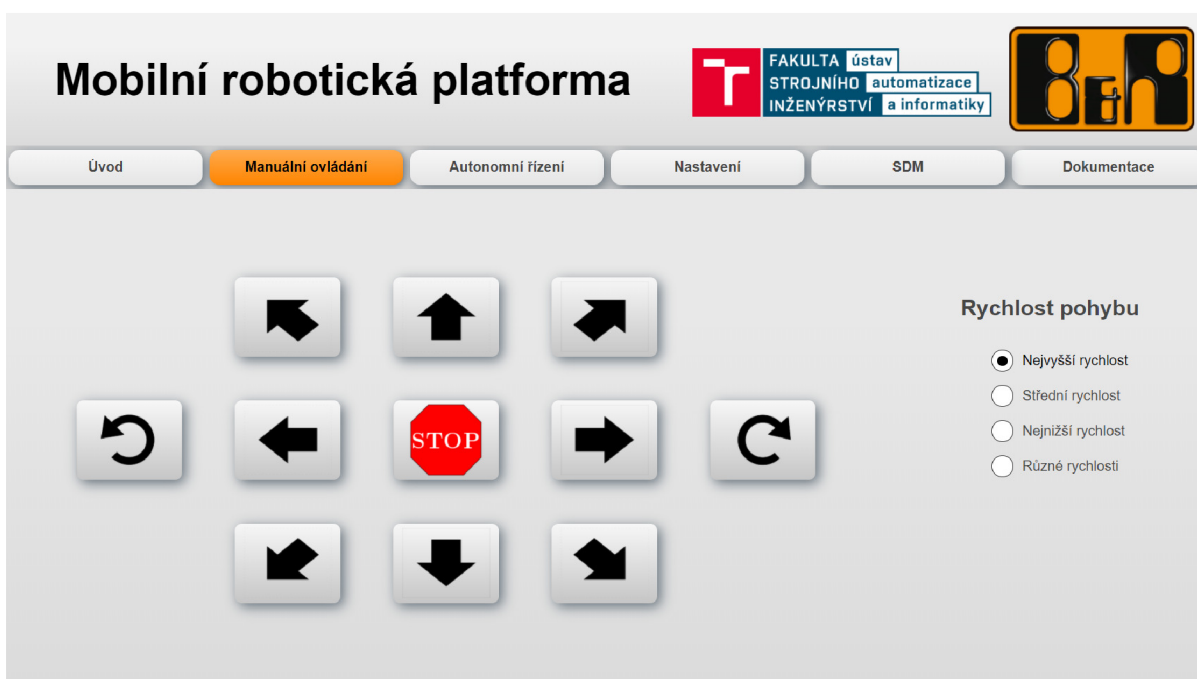 Mobilní robotická platforma
FAKULTA ústav
STROJNÍHO automatizace
INŽENÝRSTVÍ a informatiky
B&R
Úvod
Manuální ovládání
Autonomní řízení
Nastavení
SDM
Dokumentace
Rychlost pohybu
Nejvyšší rychlost
Střední rychlost
Nejnižší rychlost
Různé rychlosti
STOP